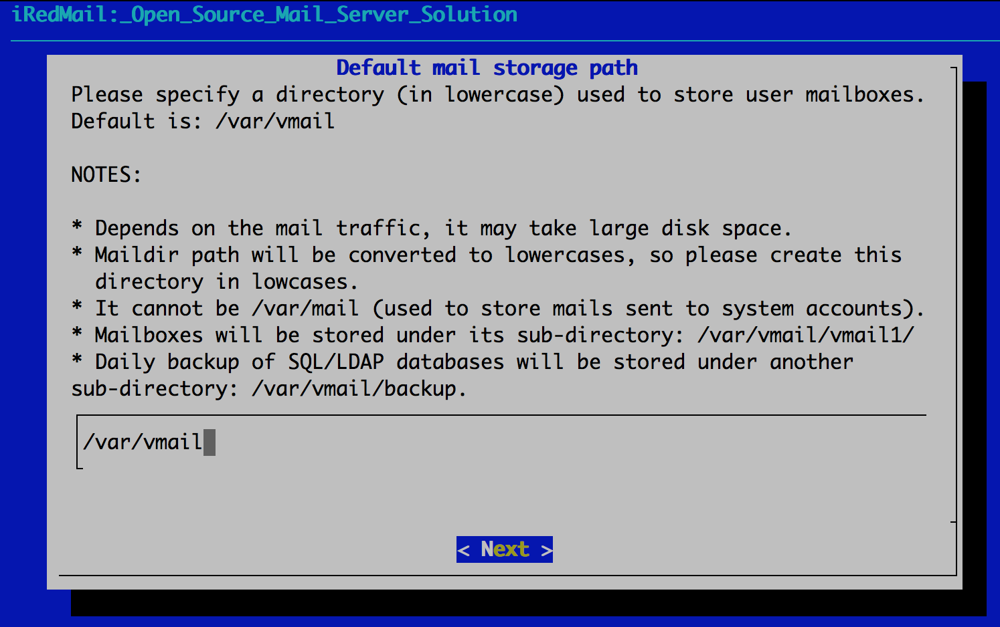 iRedMail:_Open_Source_Mail_Server_Solution
Default mail storage path
Please specify a directory (in lowercase) used to store user mailboxes.
Default is: /var/vmail
NOTES:
* Depends on the mail traffic, it may take large disk space.
* Maildir path will be converted to lowercases, so please create this
directory in lowcases.
* It cannot be /var/mail (used to store mails sent to system accounts).
* Mailboxes will be stored under its sub-directory: /var/vmail/vmail1/
* Daily backup of SQL/LDAP databases will be stored under another
sub-directory: /var/vmail/backup.
/var/vmail
< Next >